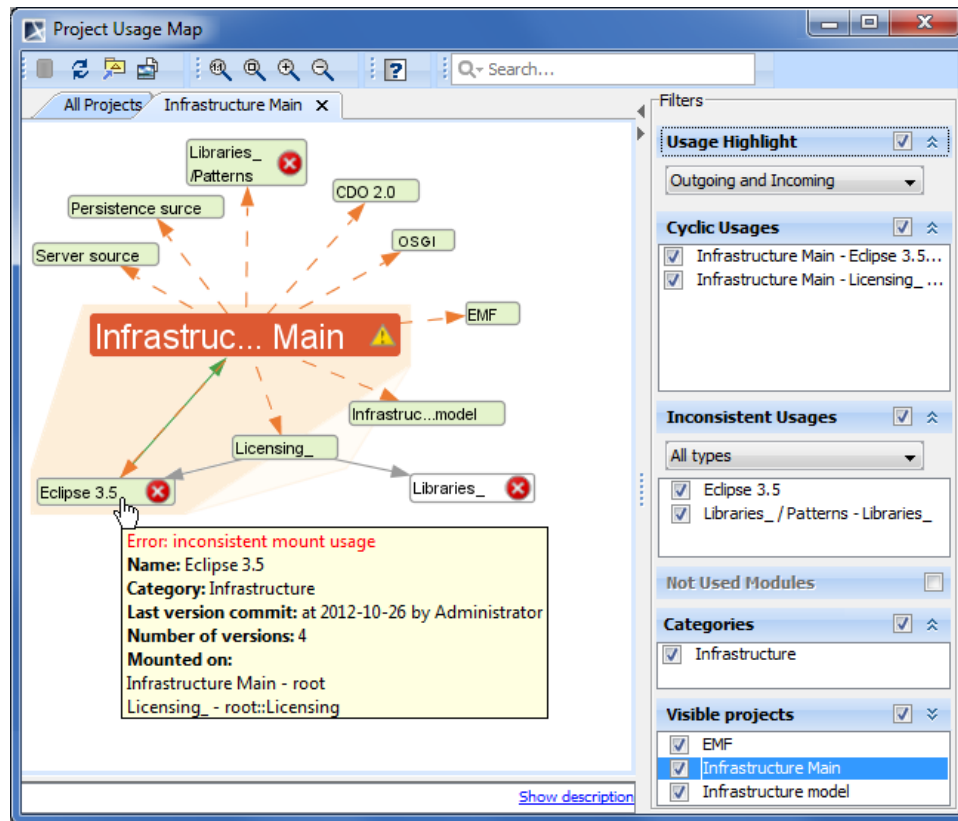 Project Usage Map
Search...
All Projects
Infrastructure Main X
Libraries_
/Patterns
CDO 2.0
Persistence surce
OSGI
Server source
EMF
Infrastruc... Main
Infrastruc...model
Licensing_
Eclipse 3.5
Libraries_
Error: inconsistent mount usage
Name: Eclipse 3.5
Category: Infrastructure
Last version commit: at 2012-10-26 by Administrator
Number of versions: 4
Mounted on:
Infrastructure Main - root
Licensing_ - root::Licensing
Show description
Filters
Usage Highlight
Outgoing and Incoming
Cyclic Usages
Infrastructure Main - Eclipse 3.5...
Infrastructure Main - Licensing_ ...
Inconsistent Usages
All types
Eclipse 3.5
Libraries_ / Patterns - Libraries_
Not Used Modules
Categories
Infrastructure
Visible projects
EMF
Infrastructure Main
Infrastructure model